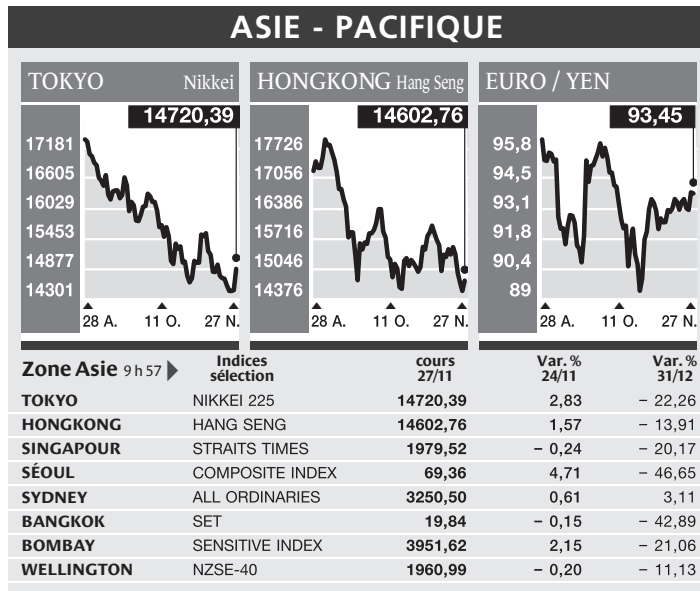 ASIE - PACIFIQUE
TOKYO Nikkei
14720,39
17181
16605
16029
15453
14877
14301
28 A. 11 O. 27 N.
HONGKONG Hang Seng
14602,76
17726
17056
16386
15716
15046
14376
28 A. 11 O. 27 N.
EURO / YEN
93,45
95,8
94,5
93,1
91,8
90,4
89
28 A. 11 O. 27 N.
Zone Asie 9 h 57 Indices sélection cours 27/11 Var. % 24/11 Var. % 31/12
TOKYO NIKKEI 225 14720,39 2,83 – 22,26
HONGKONG HANG SENG 14602,76 1,57 – 13,91
SINGAPOUR STRAITS TIMES 1979,52 – 0,24 – 20,17
SÉOUL COMPOSITE INDEX 69,36 4,71 – 46,65
SYDNEY ALL ORDINARIES 3250,50 0,61 3,11
BANGKOK SET 19,84 – 0,15 – 42,89
BOMBAY SENSITIVE INDEX 3951,62 2,15 – 21,06
WELLINGTON NZSE-40 1960,99 – 0,20 – 11,13